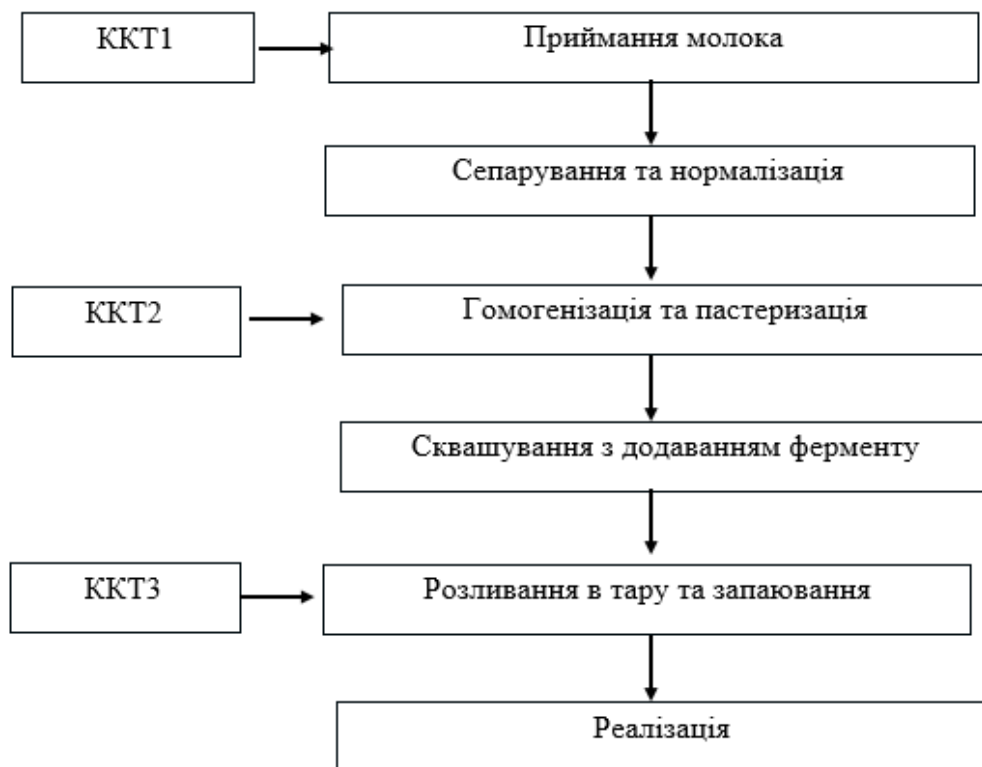 ККТ1
Приймання молока
Сепарування та нормалізація
ККТ2
Гомогенізація та пастеризація
Сквашування з додаванням ферменту
ККТ3
Розливання в тару та запаювання
Реалізація